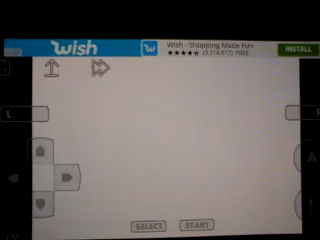 wish
Wish - Shopping Made Fun
FREE
INSTALL
L
A
SELECT
START